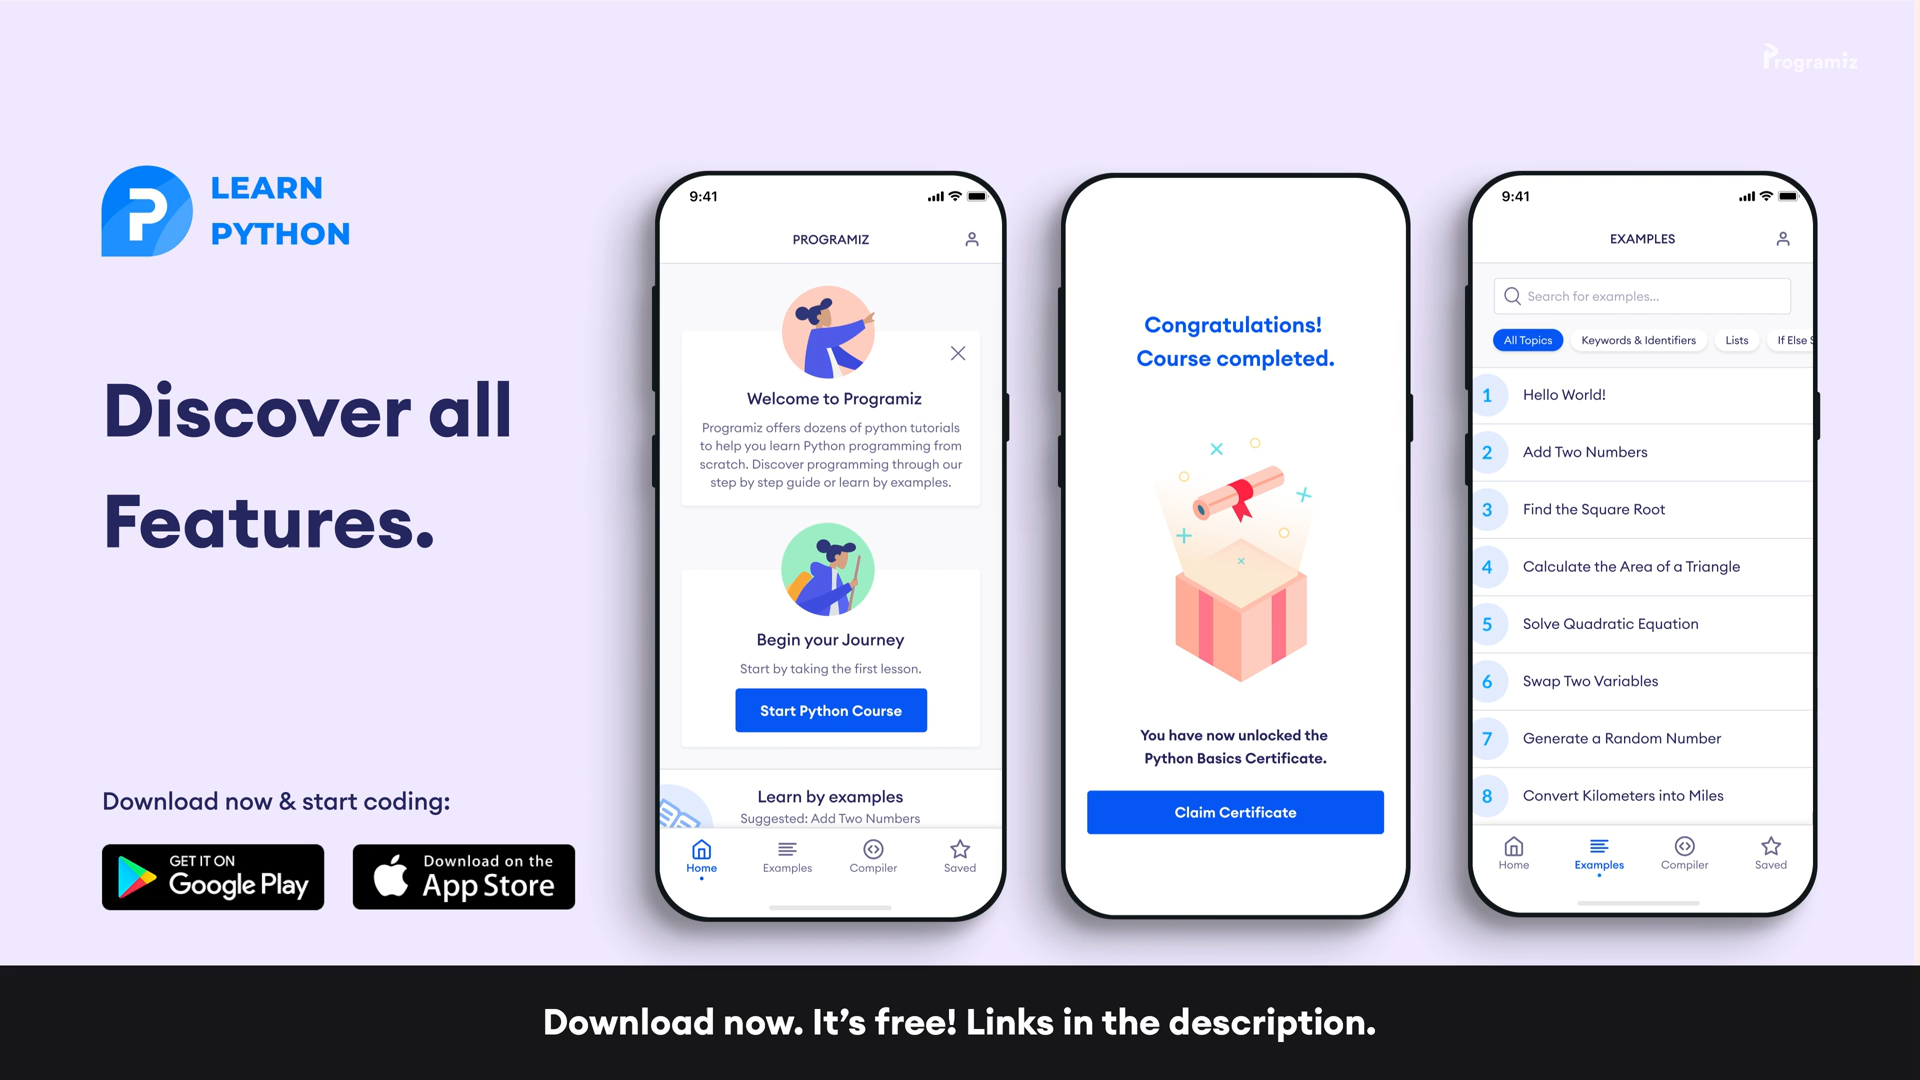 Programiz
LEARN
PYTHON
Discover all
Features.
Download now & start coding:
GET IT ON
Google Play
Download on the
App Store
9:41
PROGRAMIZ
Welcome to Programiz
Programiz offers dozens of python tutorials
to help you learn Python programming from
scratch. Discover programming through our
step by step guide or learn by examples.
Begin your Journey
Start by taking the first lesson.
Start Python Course
Learn by examples
Suggested: Add Two Numbers
Home Examples Compiler Saved
Congratulations!
Course completed.
You have now unlocked the
Python Basics Certificate.
Claim Certificate
9:41
EXAMPLES
Search for examples...
All Topics Keywords & Identifiers Lists If Else S
1 Hello World!
2 Add Two Numbers
3 Find the Square Root
4 Calculate the Area of a Triangle
5 Solve Quadratic Equation
6 Swap Two Variables
7 Generate a Random Number
8 Convert Kilometers into Miles
Home Examples Compiler Saved
Download now. It's free! Links in the description.